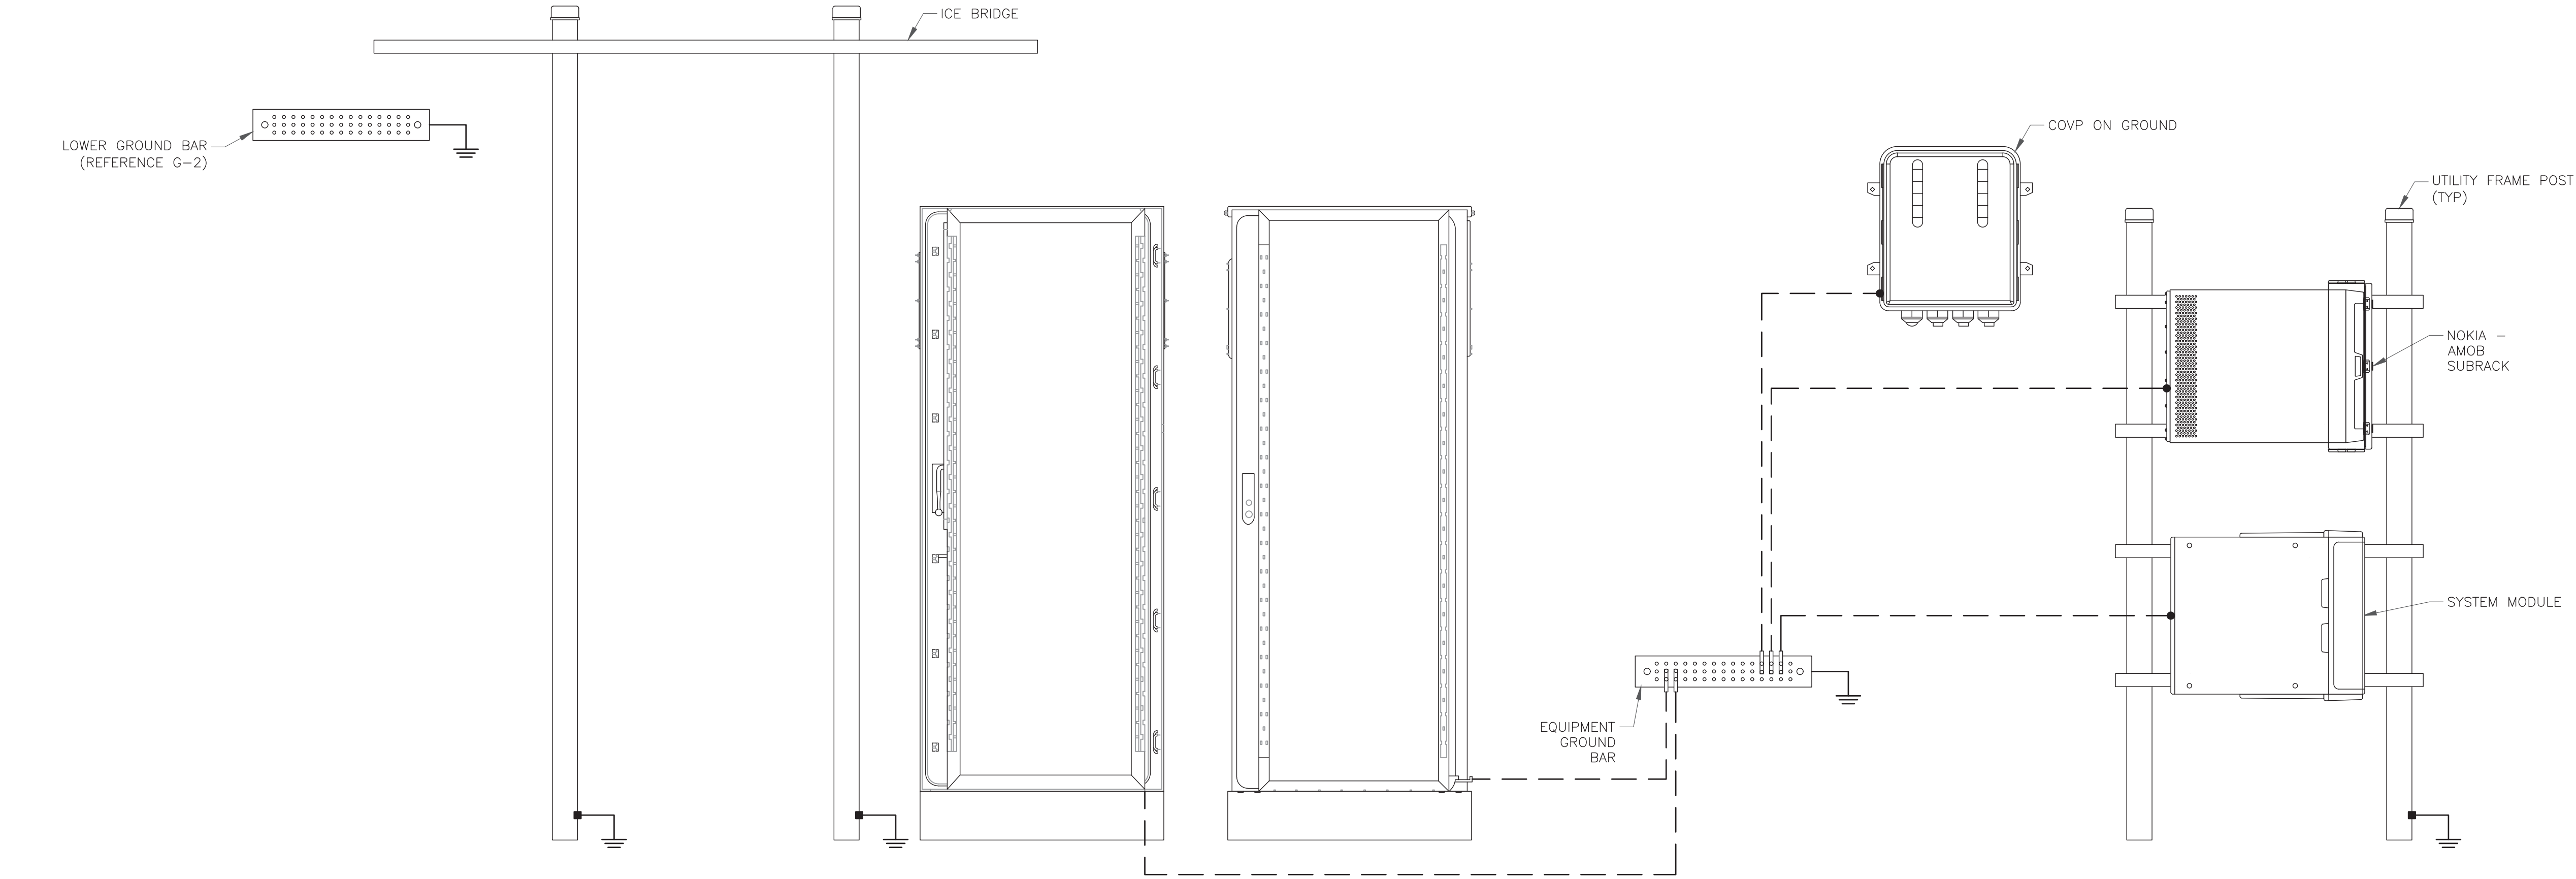 ICE BRIDGE
LOWER GROUND BAR
(REFERENCE G-2)
COVP ON GROUND
UTILITY FRAME POST
(TYP)
NOKIA -
AMOB
SUBRACK
SYSTEM MODULE
EQUIPMENT
GROUND
BAR